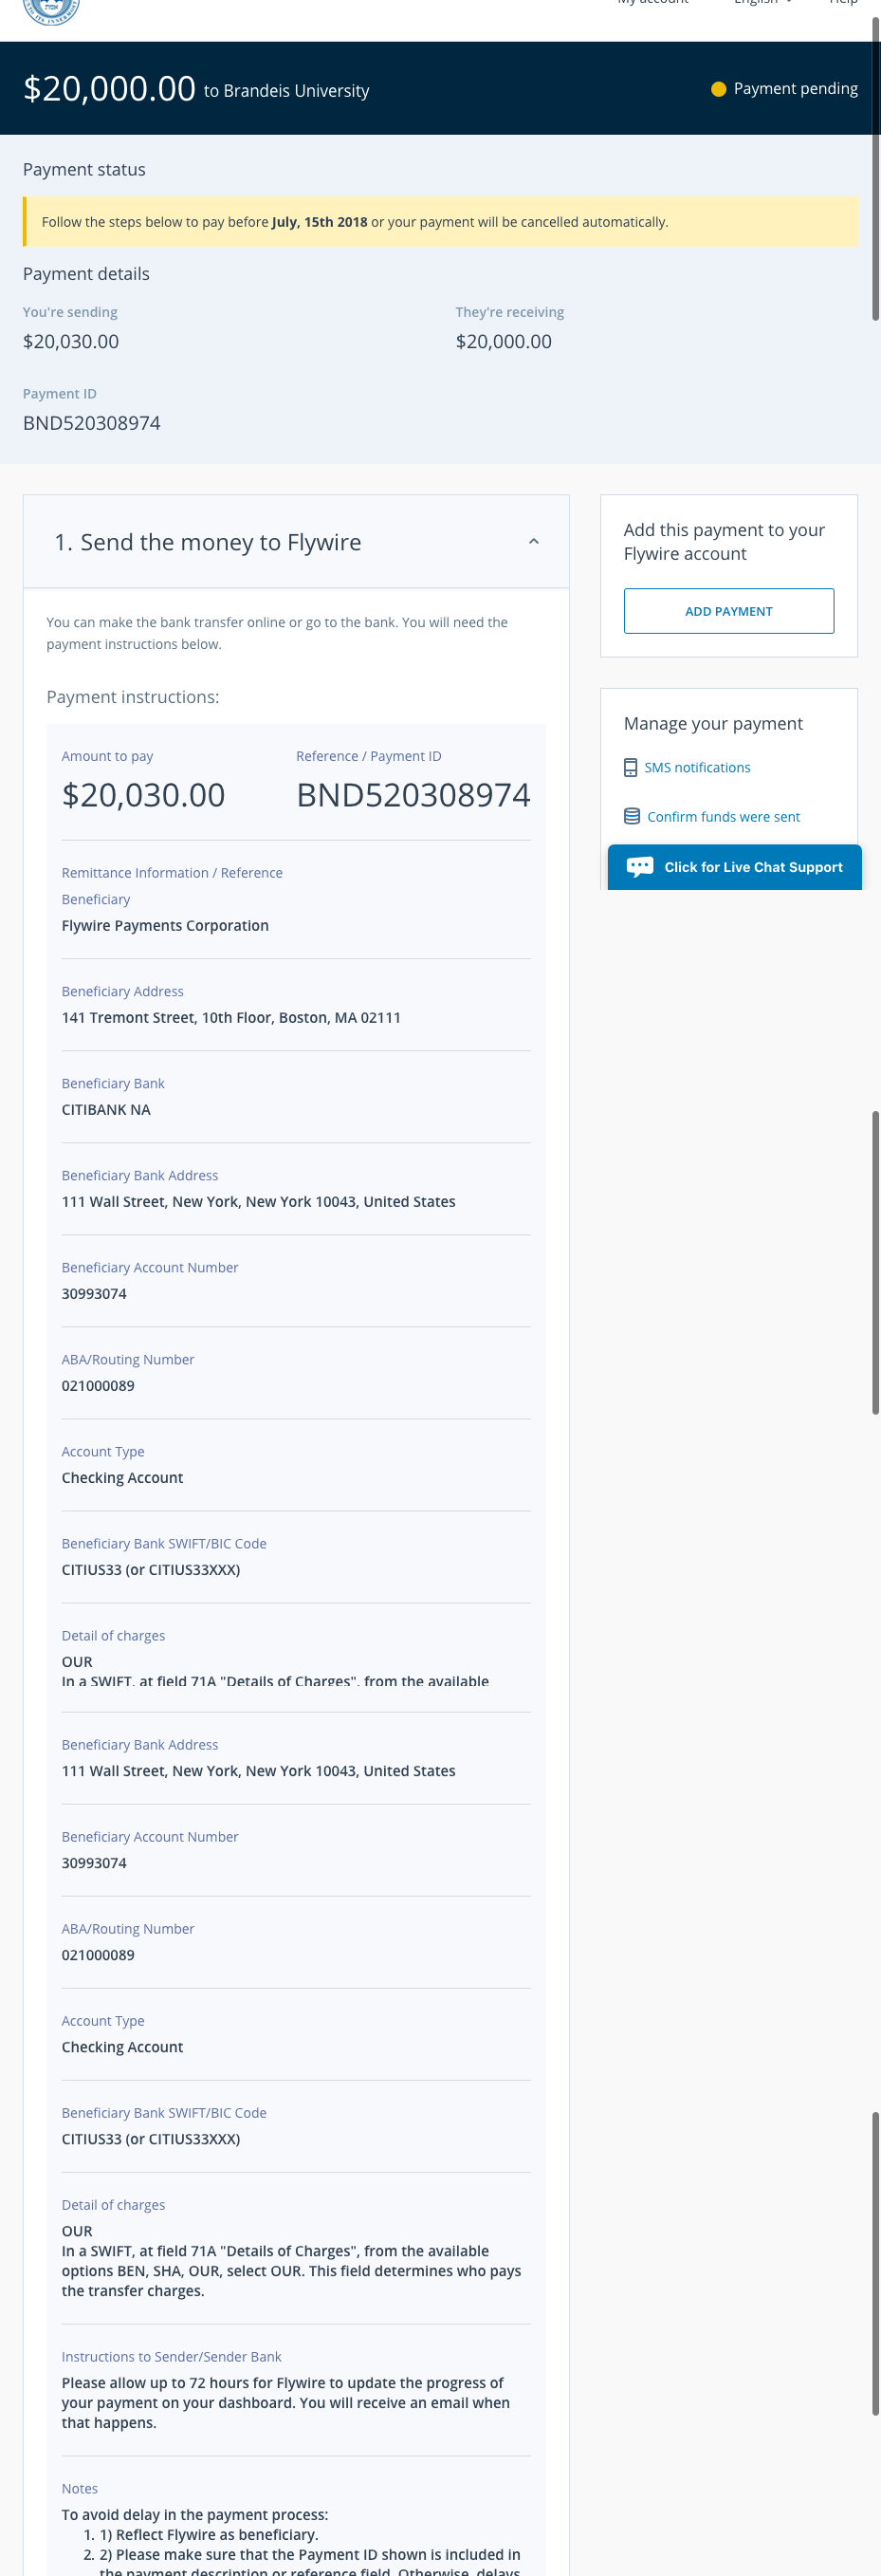 My account English Help
$20,000.00 to Brandeis University
Payment pending
Payment status
Follow the steps below to pay before July, 15th 2018 or your payment will be cancelled automatically.
Payment details
You're sending They're receiving
$20,030.00 $20,000.00
Payment ID
BND520308974
1. Send the money to Flywire
You can make the bank transfer online or go to the bank. You will need the
payment instructions below.
Payment instructions:
Amount to pay Reference / Payment ID
$20,030.00 BND520308974
Remittance Information / Reference
Beneficiary
Flywire Payments Corporation
Beneficiary Address
141 Tremont Street, 10th Floor, Boston, MA 02111
Beneficiary Bank
CITIBANK NA
Beneficiary Bank Address
111 Wall Street, New York, New York 10043, United States
Beneficiary Account Number
30993074
ABA/Routing Number
021000089
Account Type
Checking Account
Beneficiary Bank SWIFT/BIC Code
CITIUS33 (or CITIUS33XXX)
Detail of charges
OUR
In a SWIFT, at field 71A "Details of Charges", from the available
Beneficiary Bank Address
111 Wall Street, New York, New York 10043, United States
Beneficiary Account Number
30993074
ABA/Routing Number
021000089
Account Type
Checking Account
Beneficiary Bank SWIFT/BIC Code
CITIUS33 (or CITIUS33XXX)
Detail of charges
OUR
In a SWIFT, at field 71A "Details of Charges", from the available
options BEN, SHA, OUR, select OUR. This field determines who pays
the transfer charges.
Instructions to Sender/Sender Bank
Please allow up to 72 hours for Flywire to update the progress of
your payment on your dashboard. You will receive an email when
that happens.
Notes
To avoid delay in the payment process:
1. 1) Reflect Flywire as beneficiary.
2. 2) Please make sure that the Payment ID shown is included in
the payment description or reference field. Otherwise, delays
Add this payment to your
Flywire account
ADD PAYMENT
Manage your payment
SMS notifications
Confirm funds were sent
Click for Live Chat Support